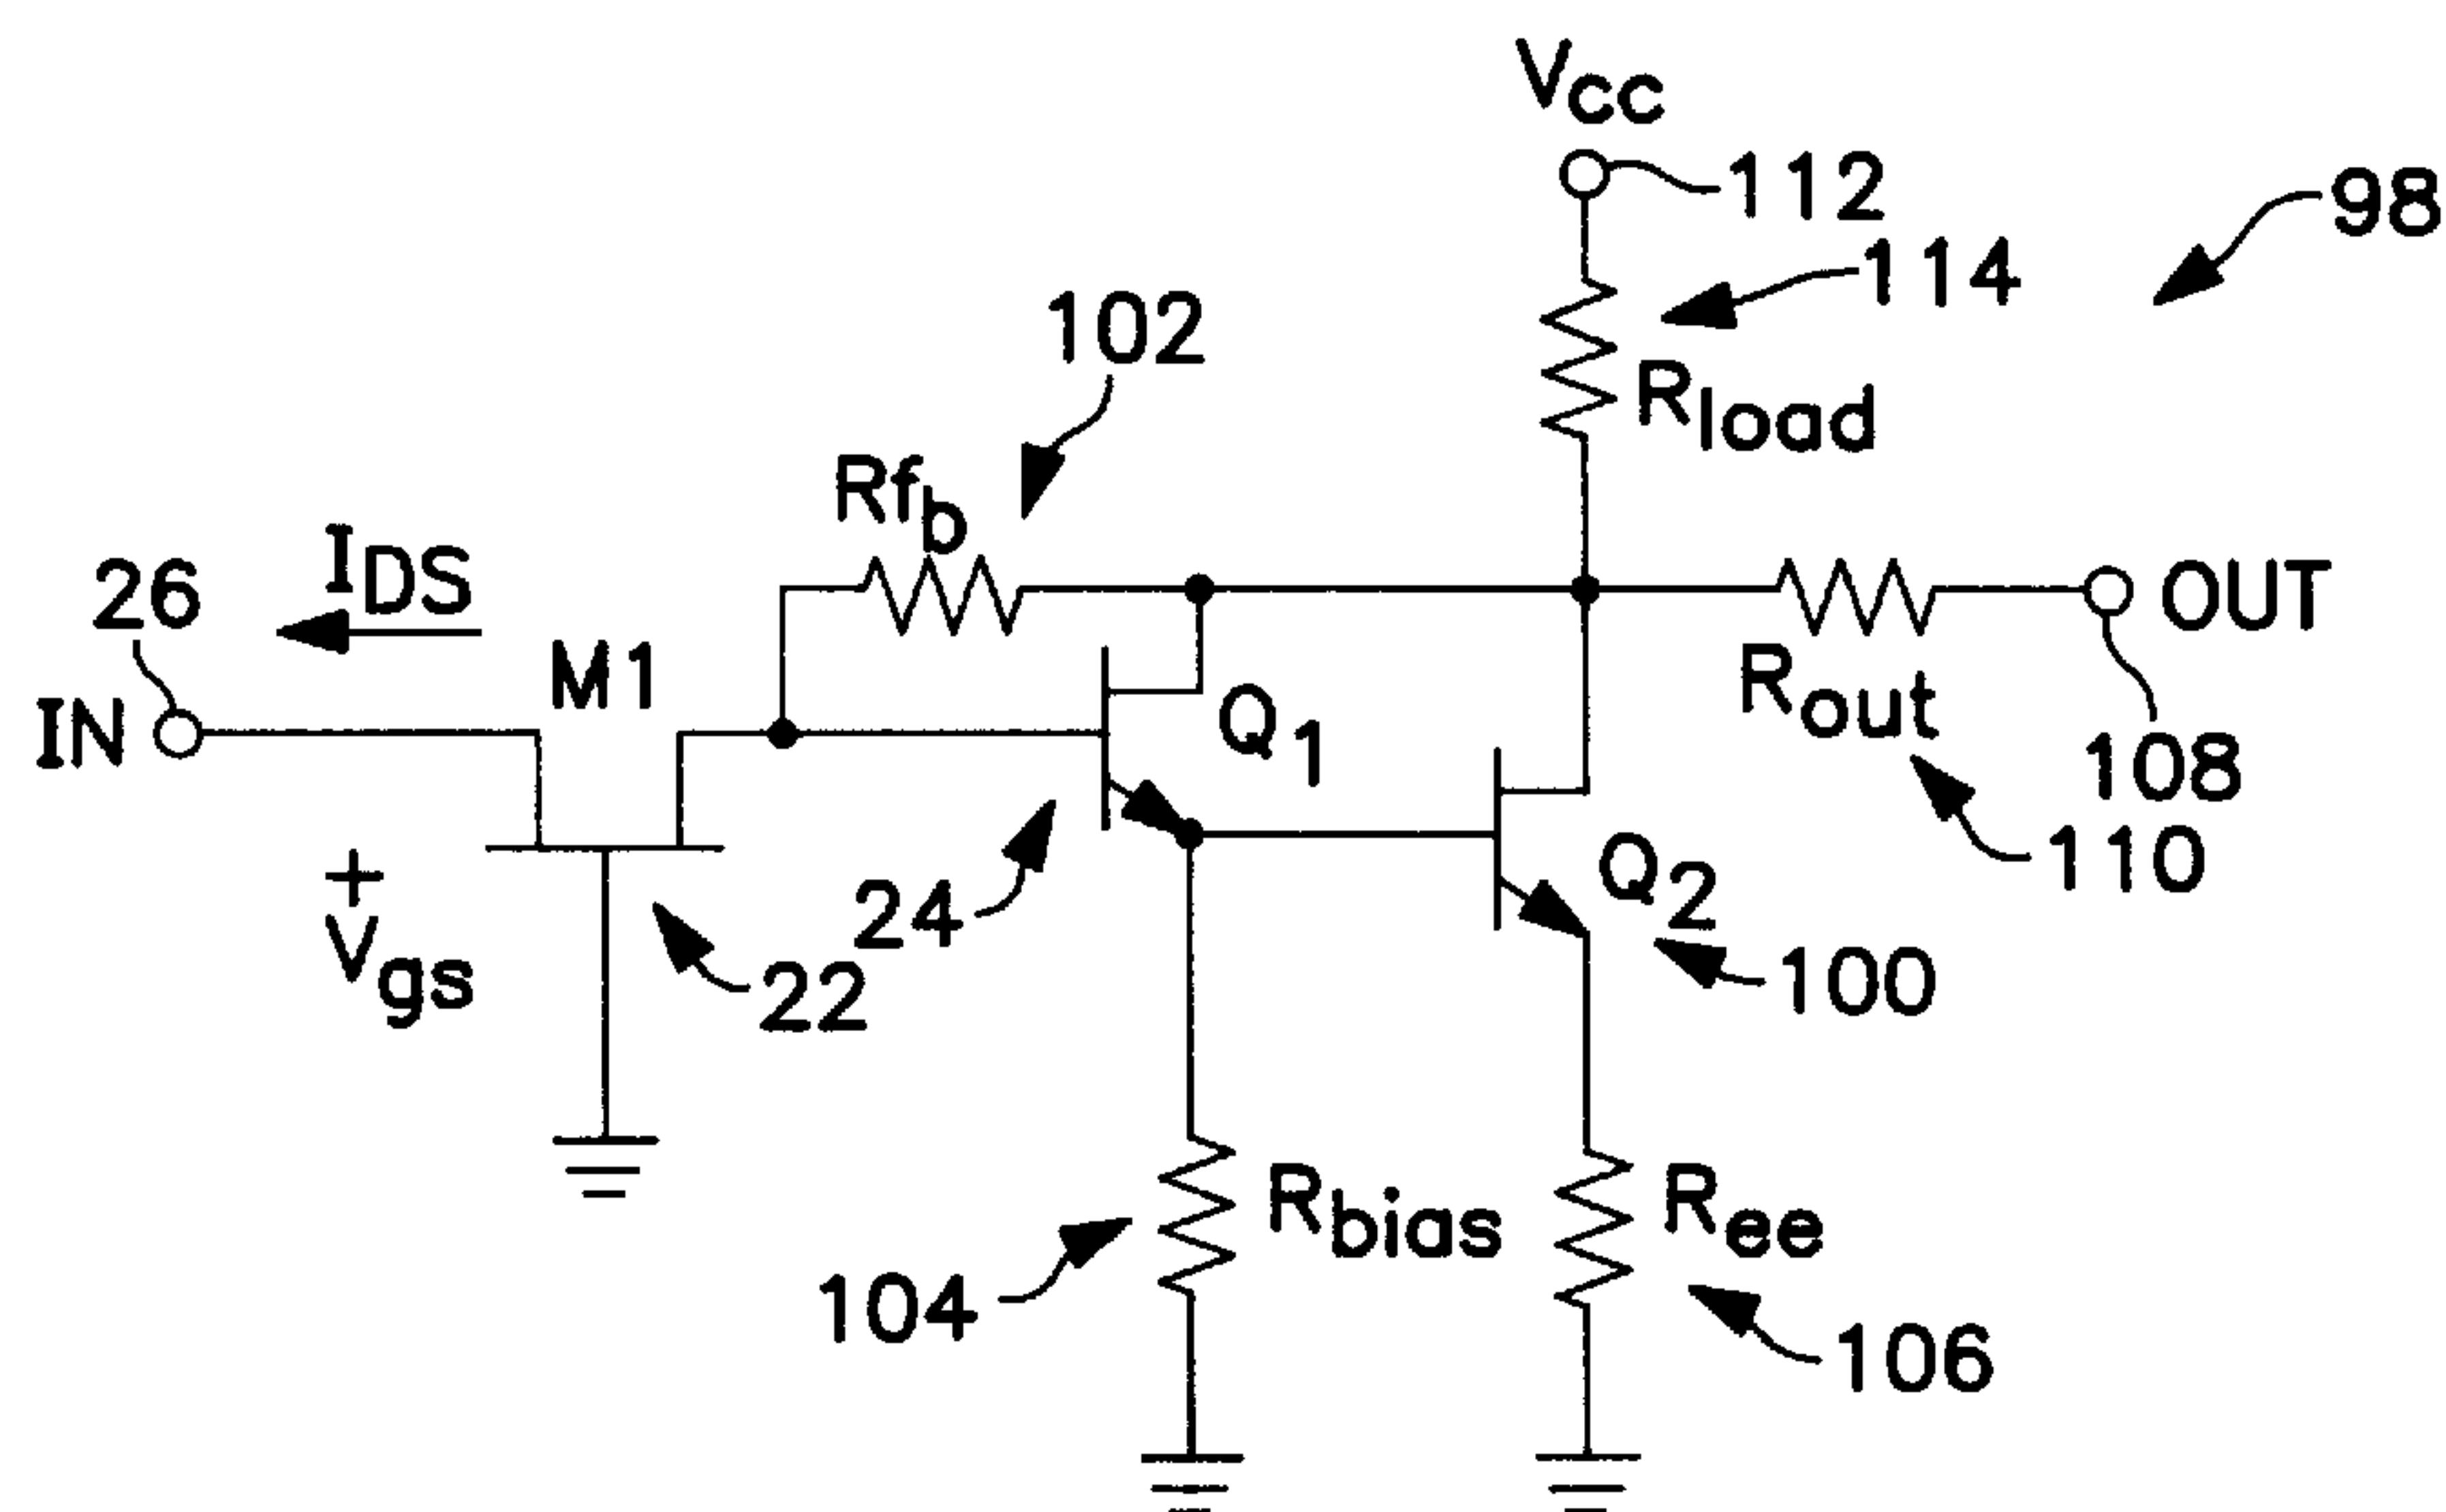 Vcc
112
98
114
Rload
102
Rfb
IDS
26
IN
M1
Q1
OUT
Rout
108
110
+
Vgs
22
24
Q2
100
Rbias
Ree
104
106